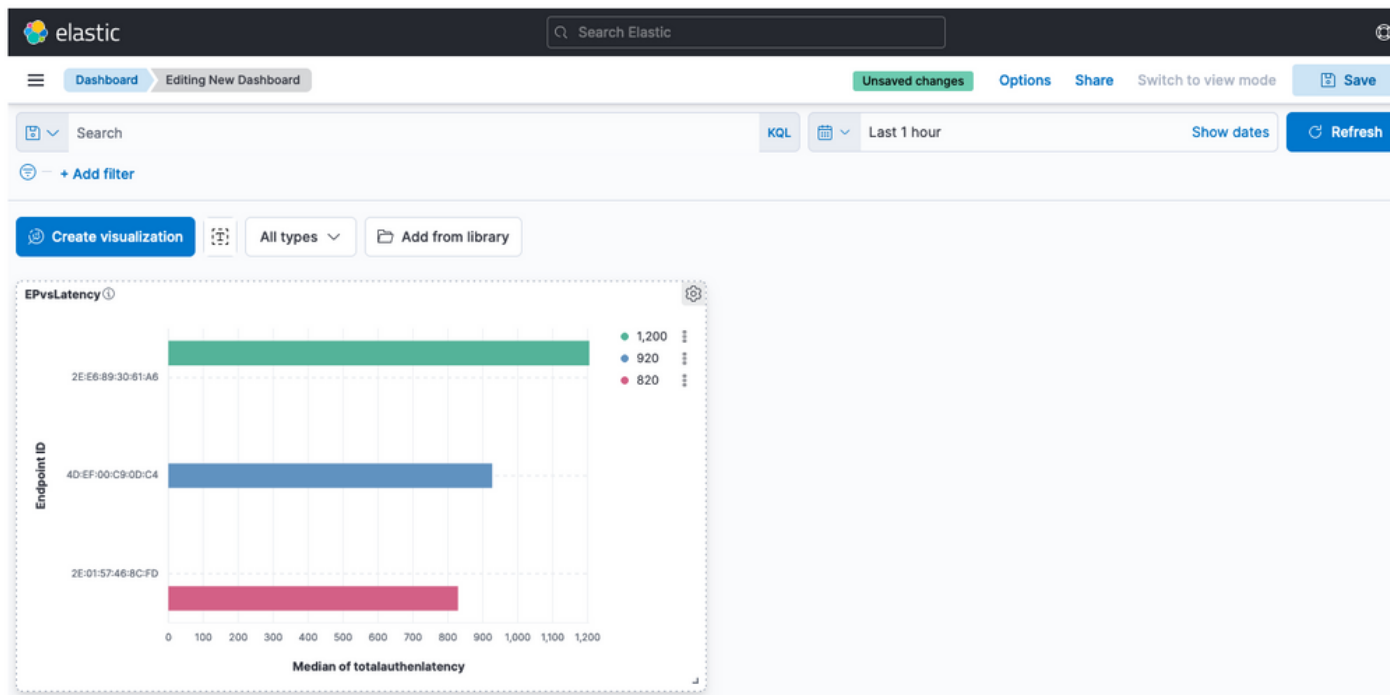 elastic
Search Elastic
Dashboard Editing New Dashboard Unsaved changes Options Share Switch to view mode Save
Search KQL Last 1 hour Show dates Refresh
+ Add filter
Create visualization T All types Add from library
EPvsLatency
1,200
920
820
2E:E6:89:30:61:A6
4D:EF:00:C9:0D:C4
2E:01:57:46:8C:FD
Endpoint ID
0 100 200 300 400 500 600 700 800 900 1,000 1,100 1,200
Median of totalauthenlatency